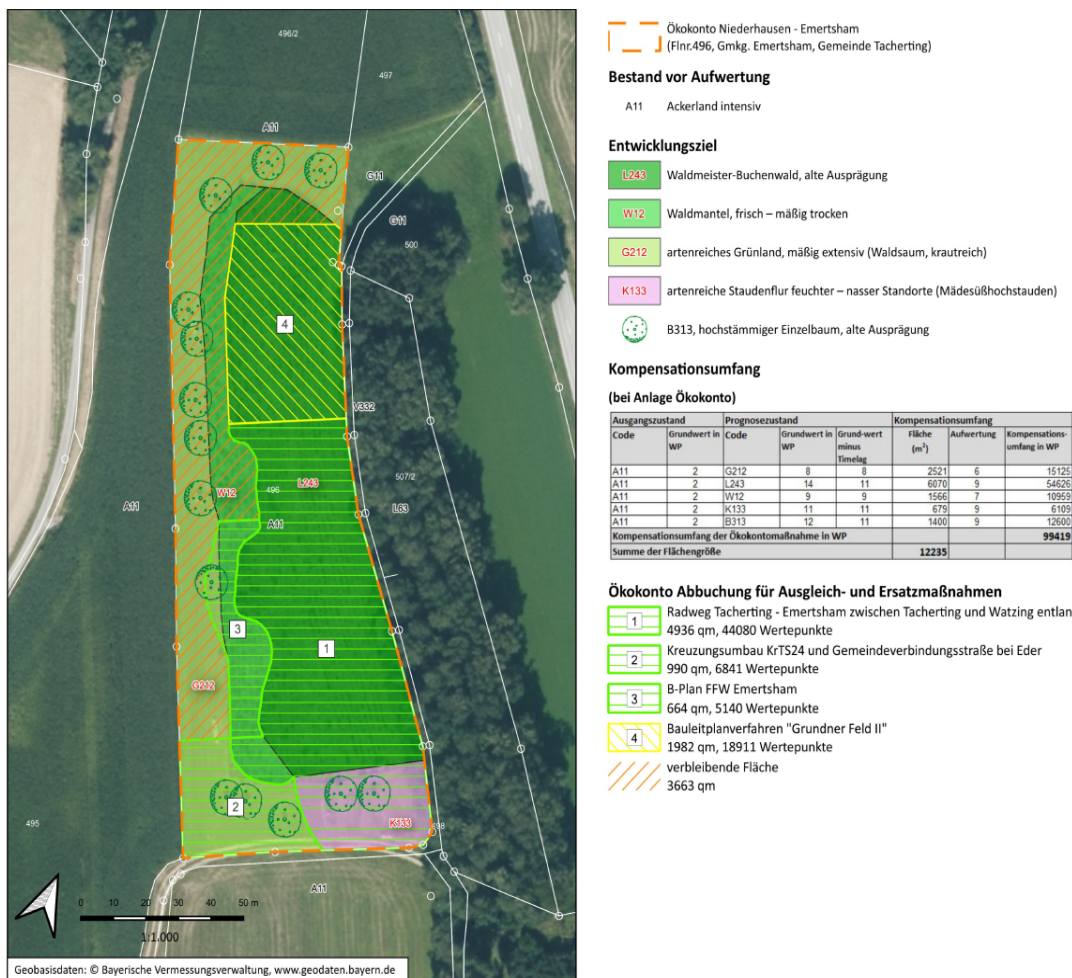 496/2
497
A11
G11
G11
500
4
V332
L243
W12
496
507/2
A11
A11
L63
3
1
G212
2
K133
498
495
A11
0 10 20 30 40 50 m
1:1.000
Geobasisdaten: © Bayerische Vermessungsverwaltung, www.geodaten.bayern.de
Ökokonto Niederhausen - Emertsham
(Flnr.496, Gmkg. Emertsham, Gemeinde Tacherting)
Bestand vor Aufwertung
A11 Ackerland intensiv
Entwicklungsziel
L243 Waldmeister-Buchenwald, alte Ausprägung
W12 Waldmantel, frisch – mäßig trocken
G212 artenreiches Grünland, mäßig extensiv (Waldsaum, krautreich)
K133 artenreiche Staudenflur feuchter – nasser Standorte (Mädesüßhochstauden)
B313, hochstämmiger Einzelbaum, alte Ausprägung
Kompensationsumfang
(bei Anlage Ökokonto)
Ausgangszustand Prognosezustand Kompensationsumfang
Code Grundwert in WP Code Grundwert in WP Grund-wert minus Timelag Fläche (m²) Aufwertung Kompensations-umfang in WP
A11 2 G212 8 8 2521 6 15125
A11 2 L243 14 11 6070 9 54626
A11 2 W12 9 9 1566 7 10959
A11 2 K133 11 11 679 9 6109
A11 2 B313 12 11 1400 9 12600
Kompensationsumfang der Ökokontomaßnahme in WP 99419
Summe der Flächengröße 12235
Ökokonto Abbuchung für Ausgleich- und Ersatzmaßnahmen
1 Radweg Tacherting - Emertsham zwischen Tacherting und Watzing entlan
4936 qm, 44080 Wertepunkte
2 Kreuzungsumbau KrTS24 und Gemeindeverbindungsstraße bei Eder
990 qm, 6841 Wertepunkte
3 B-Plan FFW Emertsham
664 qm, 5140 Wertepunkte
4 Bauleitplanverfahren "Grundner Feld II"
1982 qm, 18911 Wertepunkte
verbleibende Fläche
3663 qm